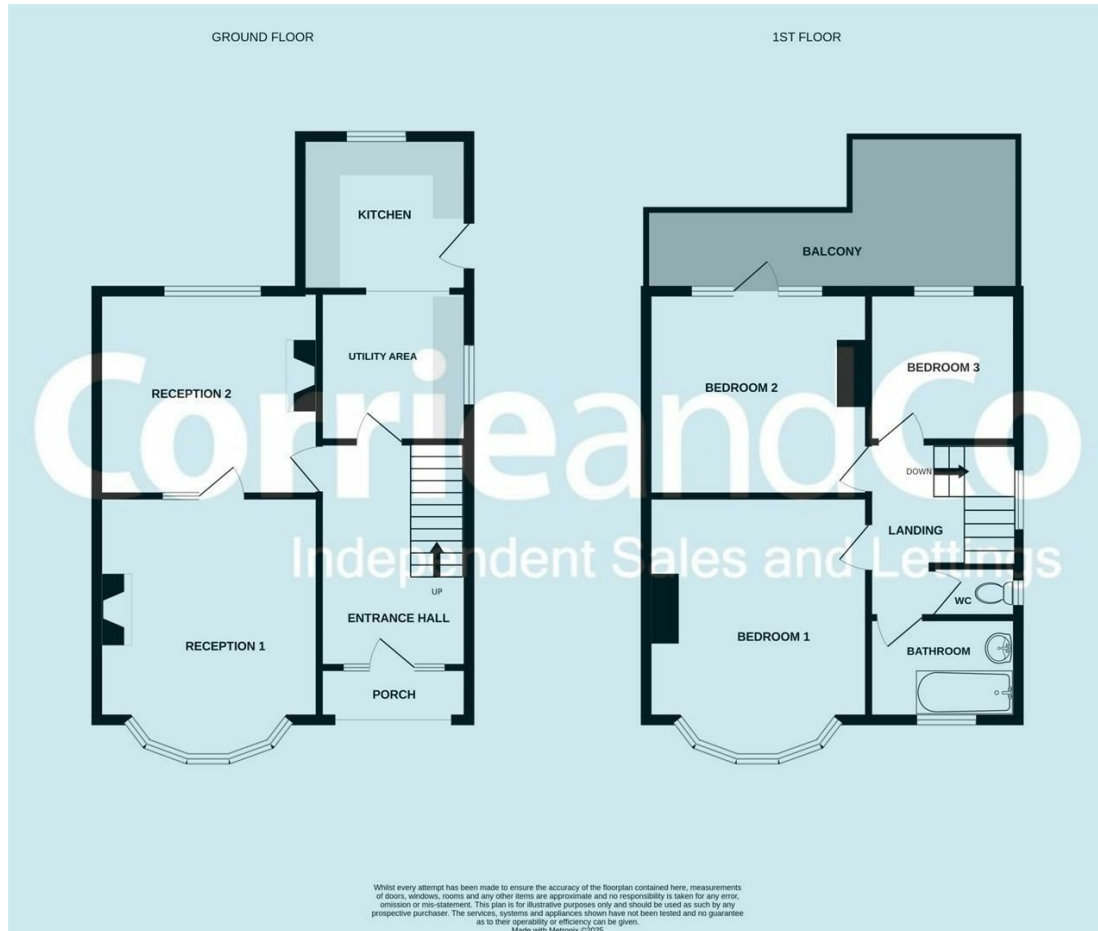 GROUND FLOOR
1ST FLOOR
KITCHEN
UTILITY AREA
RECEPTION 2
UP
ENTRANCE HALL
RECEPTION 1
PORCH
BALCONY
BEDROOM 2
BEDROOM 3
DOWN
LANDING
WC
BEDROOM 1
BATHROOM
CorrieandCo
Independent Sales and Lettings
Whilst every attempt has been made to ensure the accuracy of the floorplan contained here, measurements
of doors, windows, rooms and any other items are approximate and no responsibility is taken for any error,
omission or mis-statement. This plan is for illustrative purposes only and should be used as such by any
prospective purchaser. The services, systems and appliances shown have not been tested and no guarantee
as to their operability or efficiency can be given.
Made with Metropix ©2025